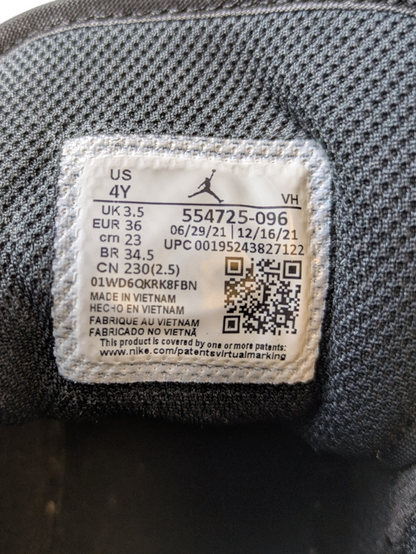 US
4Y
VH
UK 3.5
EUR 36
cm 23
BR 34.5
CN 230(2.5)
554725-096
06/29/21 | 12/16/21
UPC 00195243827122
01WD6QKRK8FBN
MADE IN VIETNAM
HECHO EN VIETNAM
FABRIQUE AU VIETNAM
FABRICADO NO VIETNÃ
This product is covered by one or more patents:
www.nike.com/patentsvirtualmarking